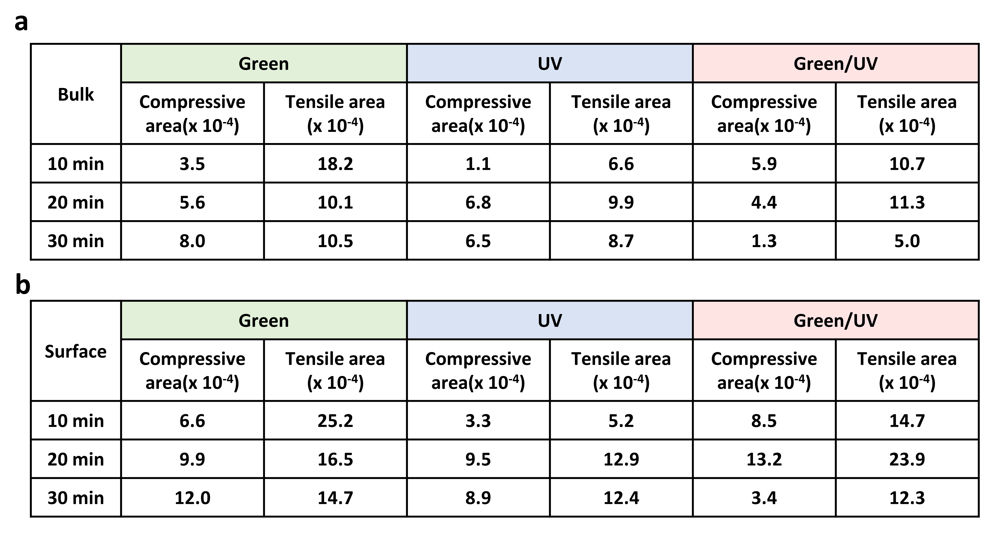 a
Bulk
Green
UV
Green/UV
Compressive
area(x 10⁻⁴)
Tensile area
(x 10⁻⁴)
Compressive
area(x 10⁻⁴)
Tensile area
(x 10⁻⁴)
Compressive
area(x 10⁻⁴)
Tensile area
(x 10⁻⁴)
10 min 3.5 18.2 1.1 6.6 5.9 10.7
20 min 5.6 10.1 6.8 9.9 4.4 11.3
30 min 8.0 10.5 6.5 8.7 1.3 5.0
b
Surface
Green
UV
Green/UV
Compressive
area(x 10⁻⁴)
Tensile area
(x 10⁻⁴)
Compressive
area(x 10⁻⁴)
Tensile area
(x 10⁻⁴)
Compressive
area(x 10⁻⁴)
Tensile area
(x 10⁻⁴)
10 min 6.6 25.2 3.3 5.2 8.5 14.7
20 min 9.9 16.5 9.5 12.9 13.2 23.9
30 min 12.0 14.7 8.9 12.4 3.4 12.3